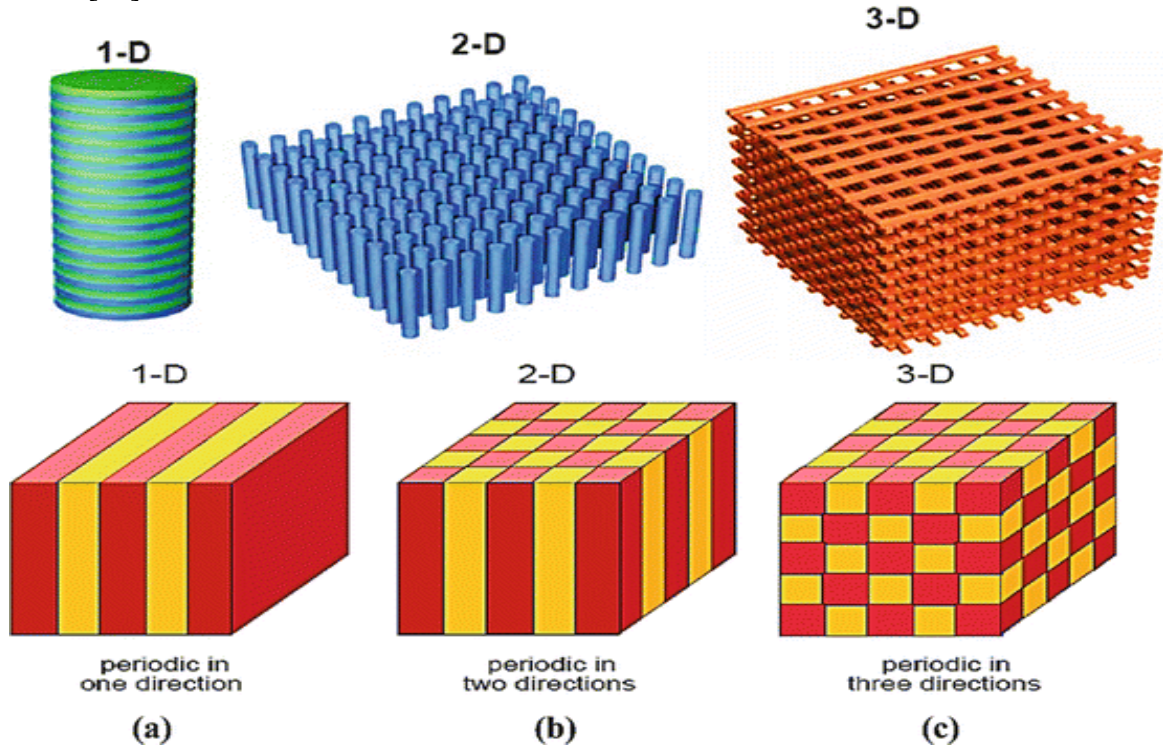 1-D
2-D
3-D
1-D
2-D
3-D
periodic in
one direction
periodic in
two directions
periodic in
three directions
(a)
(b)
(c)